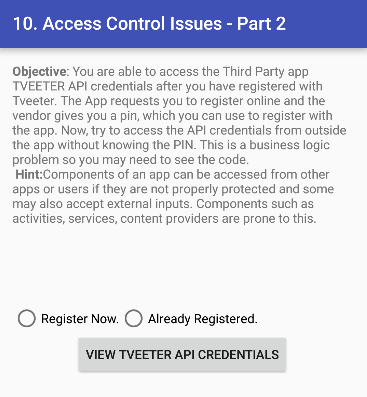 10. Access Control Issues - Part 2
Objective: You are able to access the Third Party app
TVEETER API credentials after you have registered with
Tveeter. The App requests you to register online and the
vendor gives you a pin, which you can use to register with
the app. Now, try to access the API credentials from outside
the app without knowing the PIN. This is a business logic
problem so you may need to see the code.
Hint:Components of an app can be accessed from other
apps or users if they are not properly protected and some
may also accept external inputs. Components such as
activities, services, content providers are prone to this.
Register Now. Already Registered.
VIEW TVEETER API CREDENTIALS